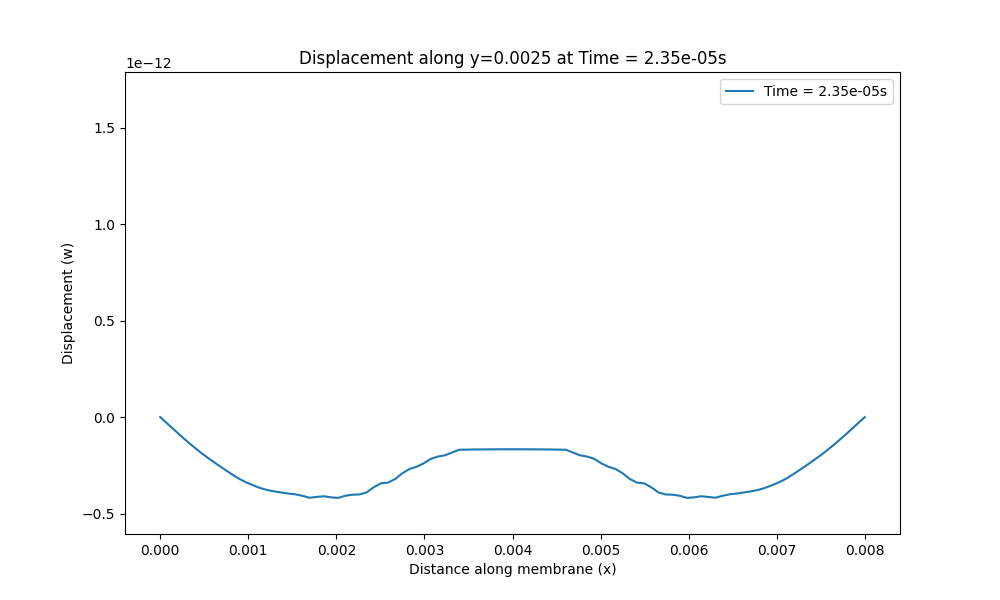 Displacement along y=0.0025 at Time = 2.35e-05s
1e−12
Time = 2.35e-05s
1.5
1.0
0.5
0.0
−0.5
Displacement (w)
0.000 0.001 0.002 0.003 0.004 0.005 0.006 0.007 0.008
Distance along membrane (x)